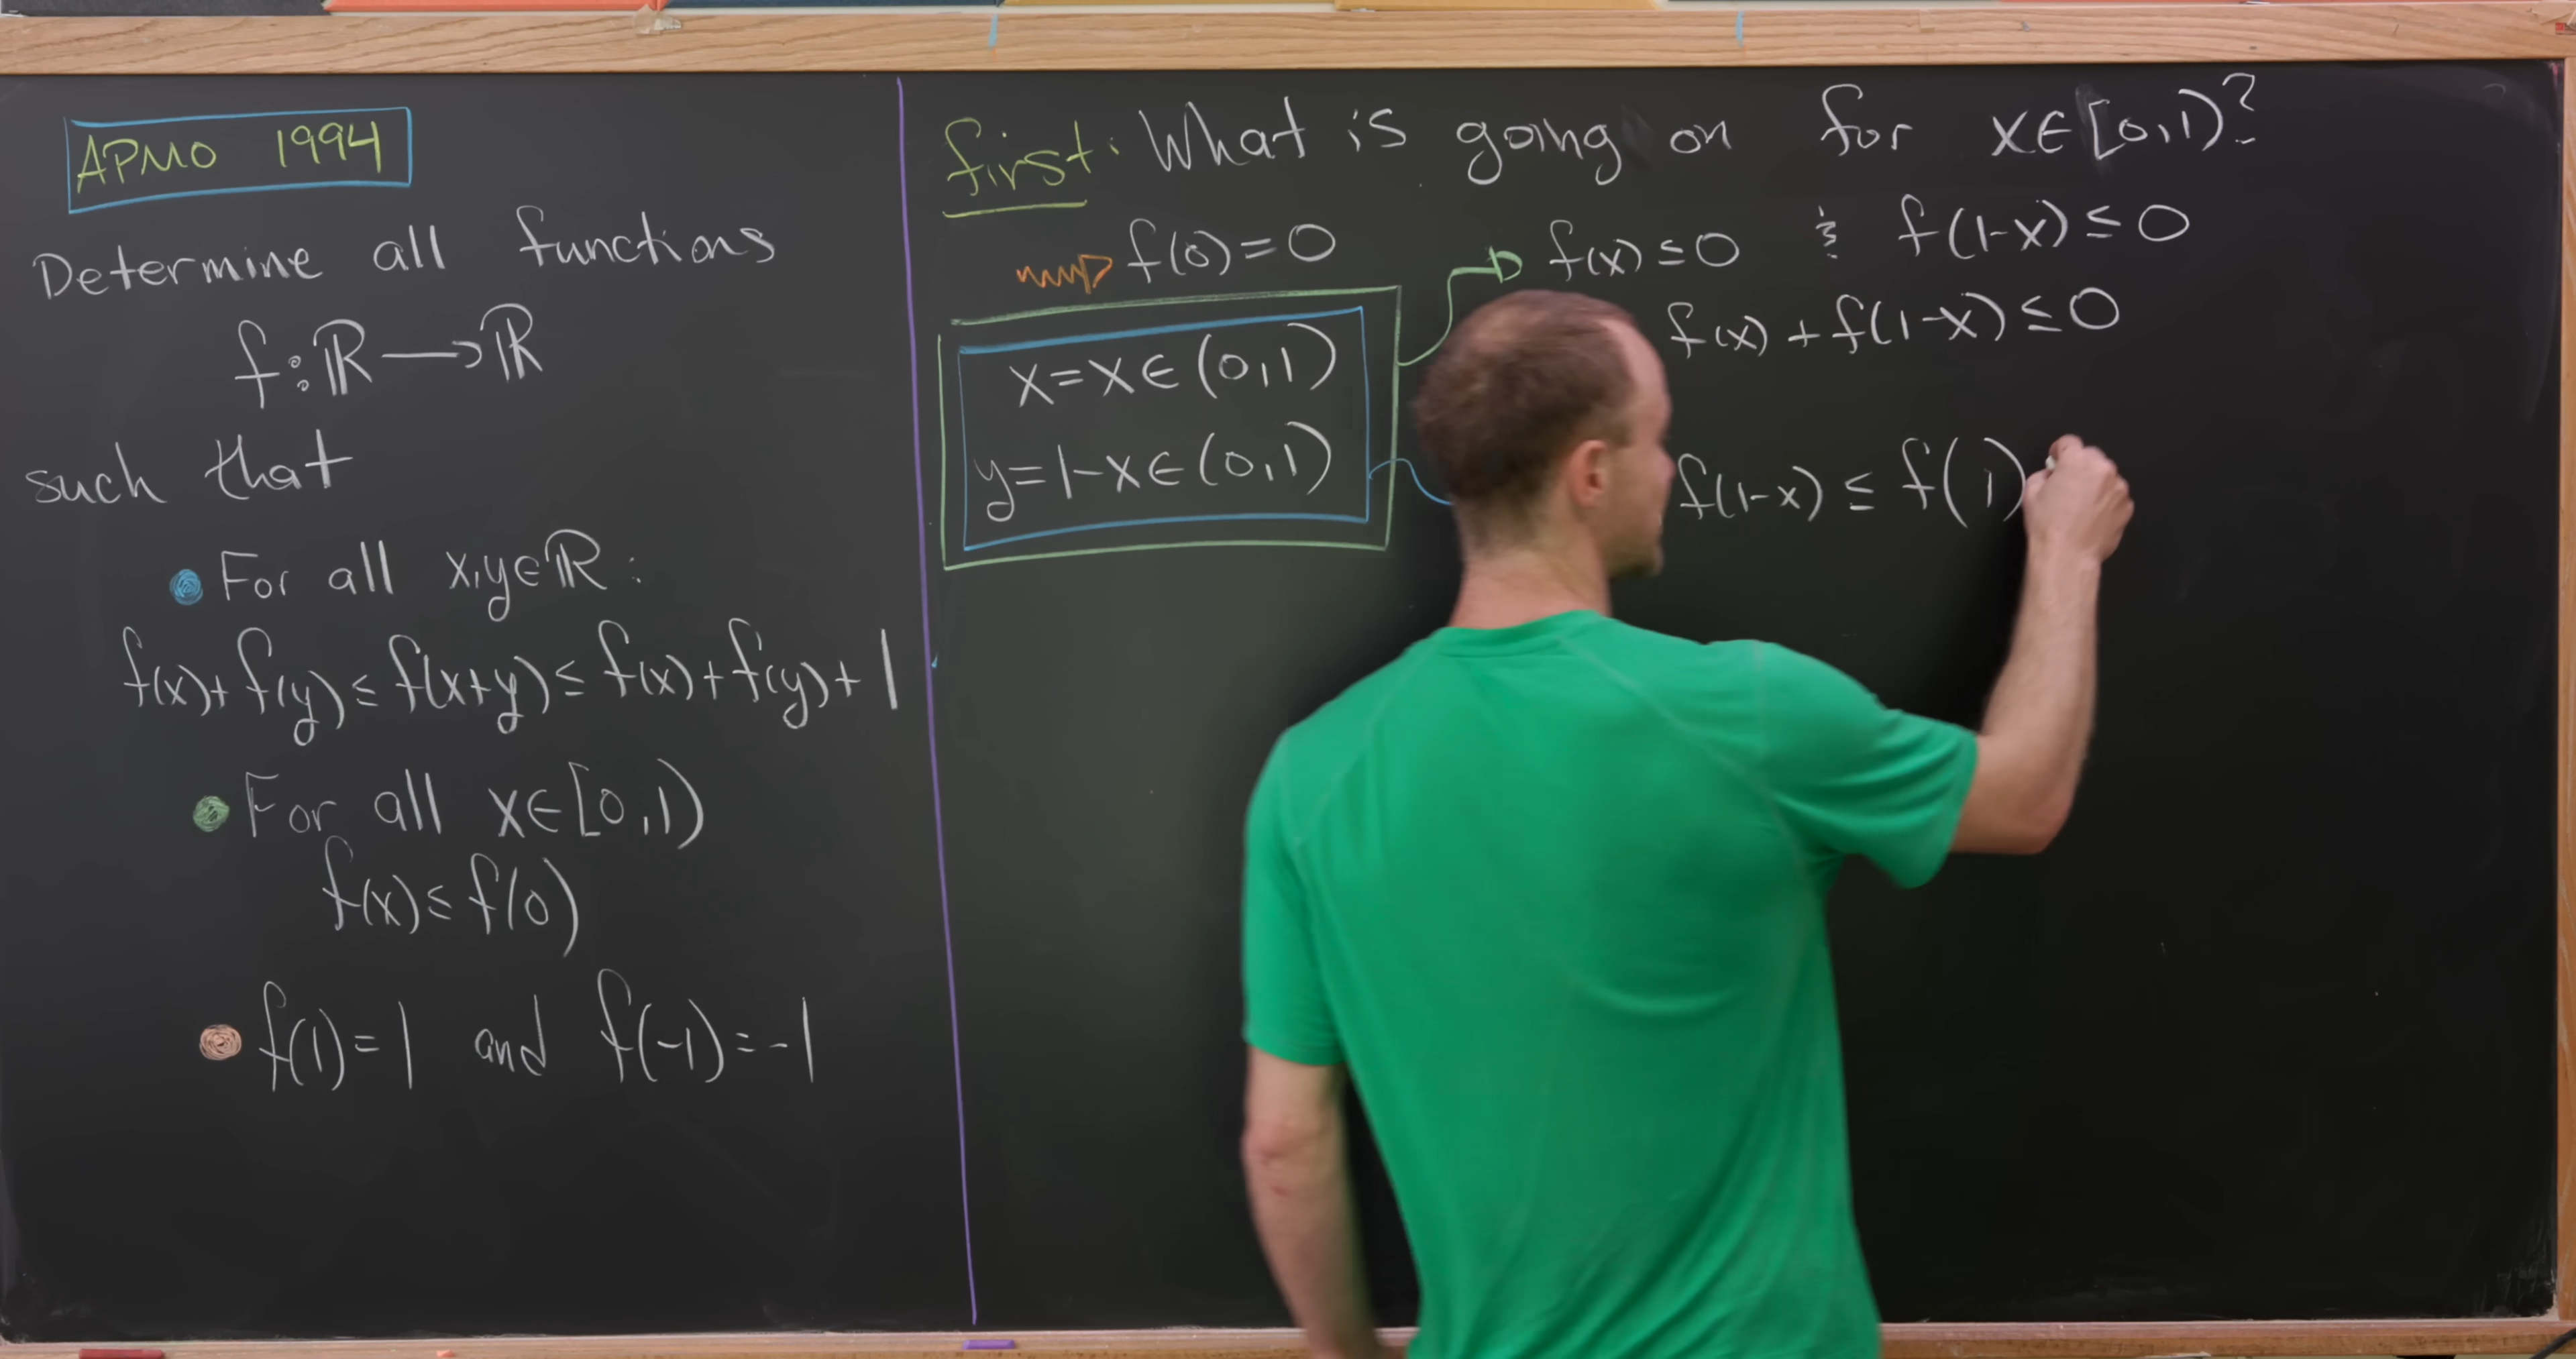 APMO 1994
Determine all functions
f:ℝ→ℝ
such that
• For all x,y∈ℝ:
f(x)+f(y)≤f(x+y)≤f(x)+f(y)+1
• For all x∈[0,1)
f(x)≤f(0)
• f(1)=1 and f(-1)=-1
first: What is going on for x∈[0,1)?
f(0)=0
x=x∈(0,1)
y=1-x∈(0,1)
f(x)≤0 & f(1-x)≤0
f(x)+f(1-x)≤0
f(1-x)≤f(1)